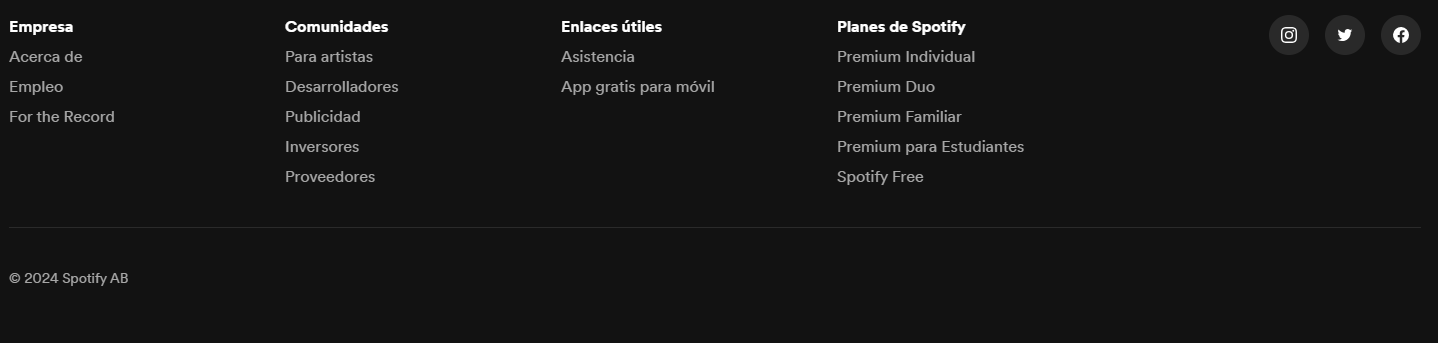 Empresa
Acerca de
Empleo
For the Record
Comunidades
Para artistas
Desarrolladores
Publicidad
Inversores
Proveedores
Enlaces útiles
Asistencia
App gratis para móvil
Planes de Spotify
Premium Individual
Premium Duo
Premium Familiar
Premium para Estudiantes
Spotify Free
© 2024 Spotify AB